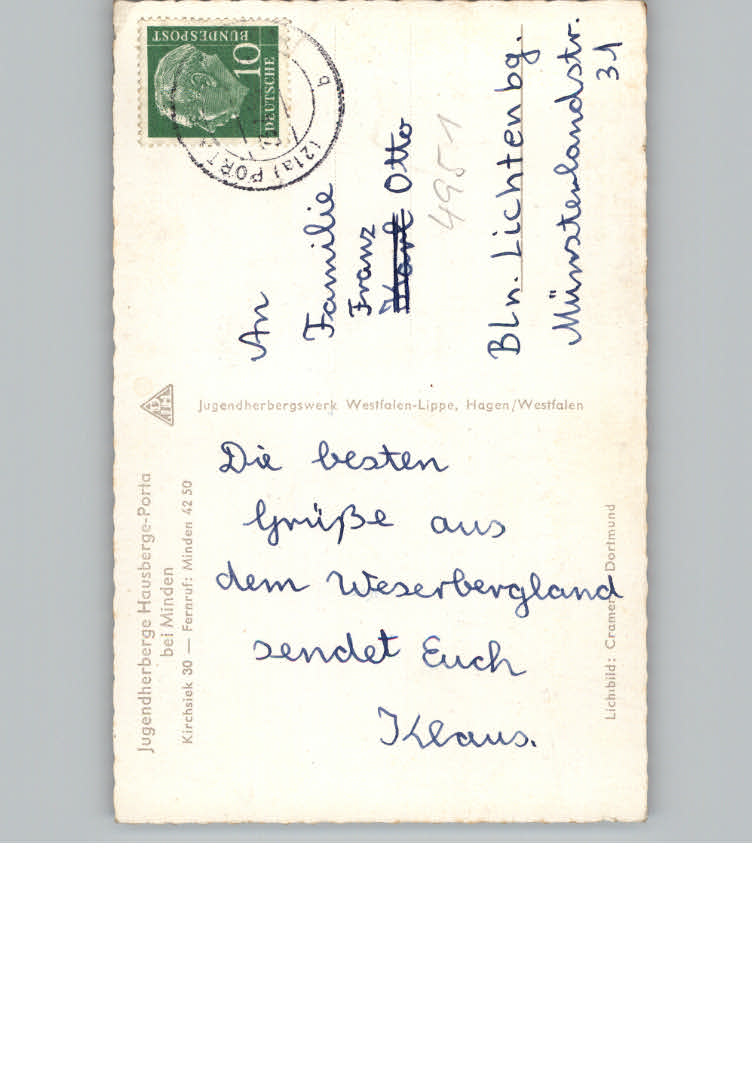 Jugendherberge Hausberge-Porta
bei Minden
Kirchsiek 30 — Fernruf: Minden 42 50
Die besten
Grüße aus
dem Weserbergland
sendet Euch
Klaus.
Lichtbild: Cramer, Dortmund
Jugendherbergswerk Westfalen-Lippe, Hagen/Westfalen
DJH
DEUTSCHE
BUNDESPOST
10
(21a) PORT
b
An
Familie
Franz
Otto
4951
Bln. Lichtenbg.
Münsterlandstr.
31